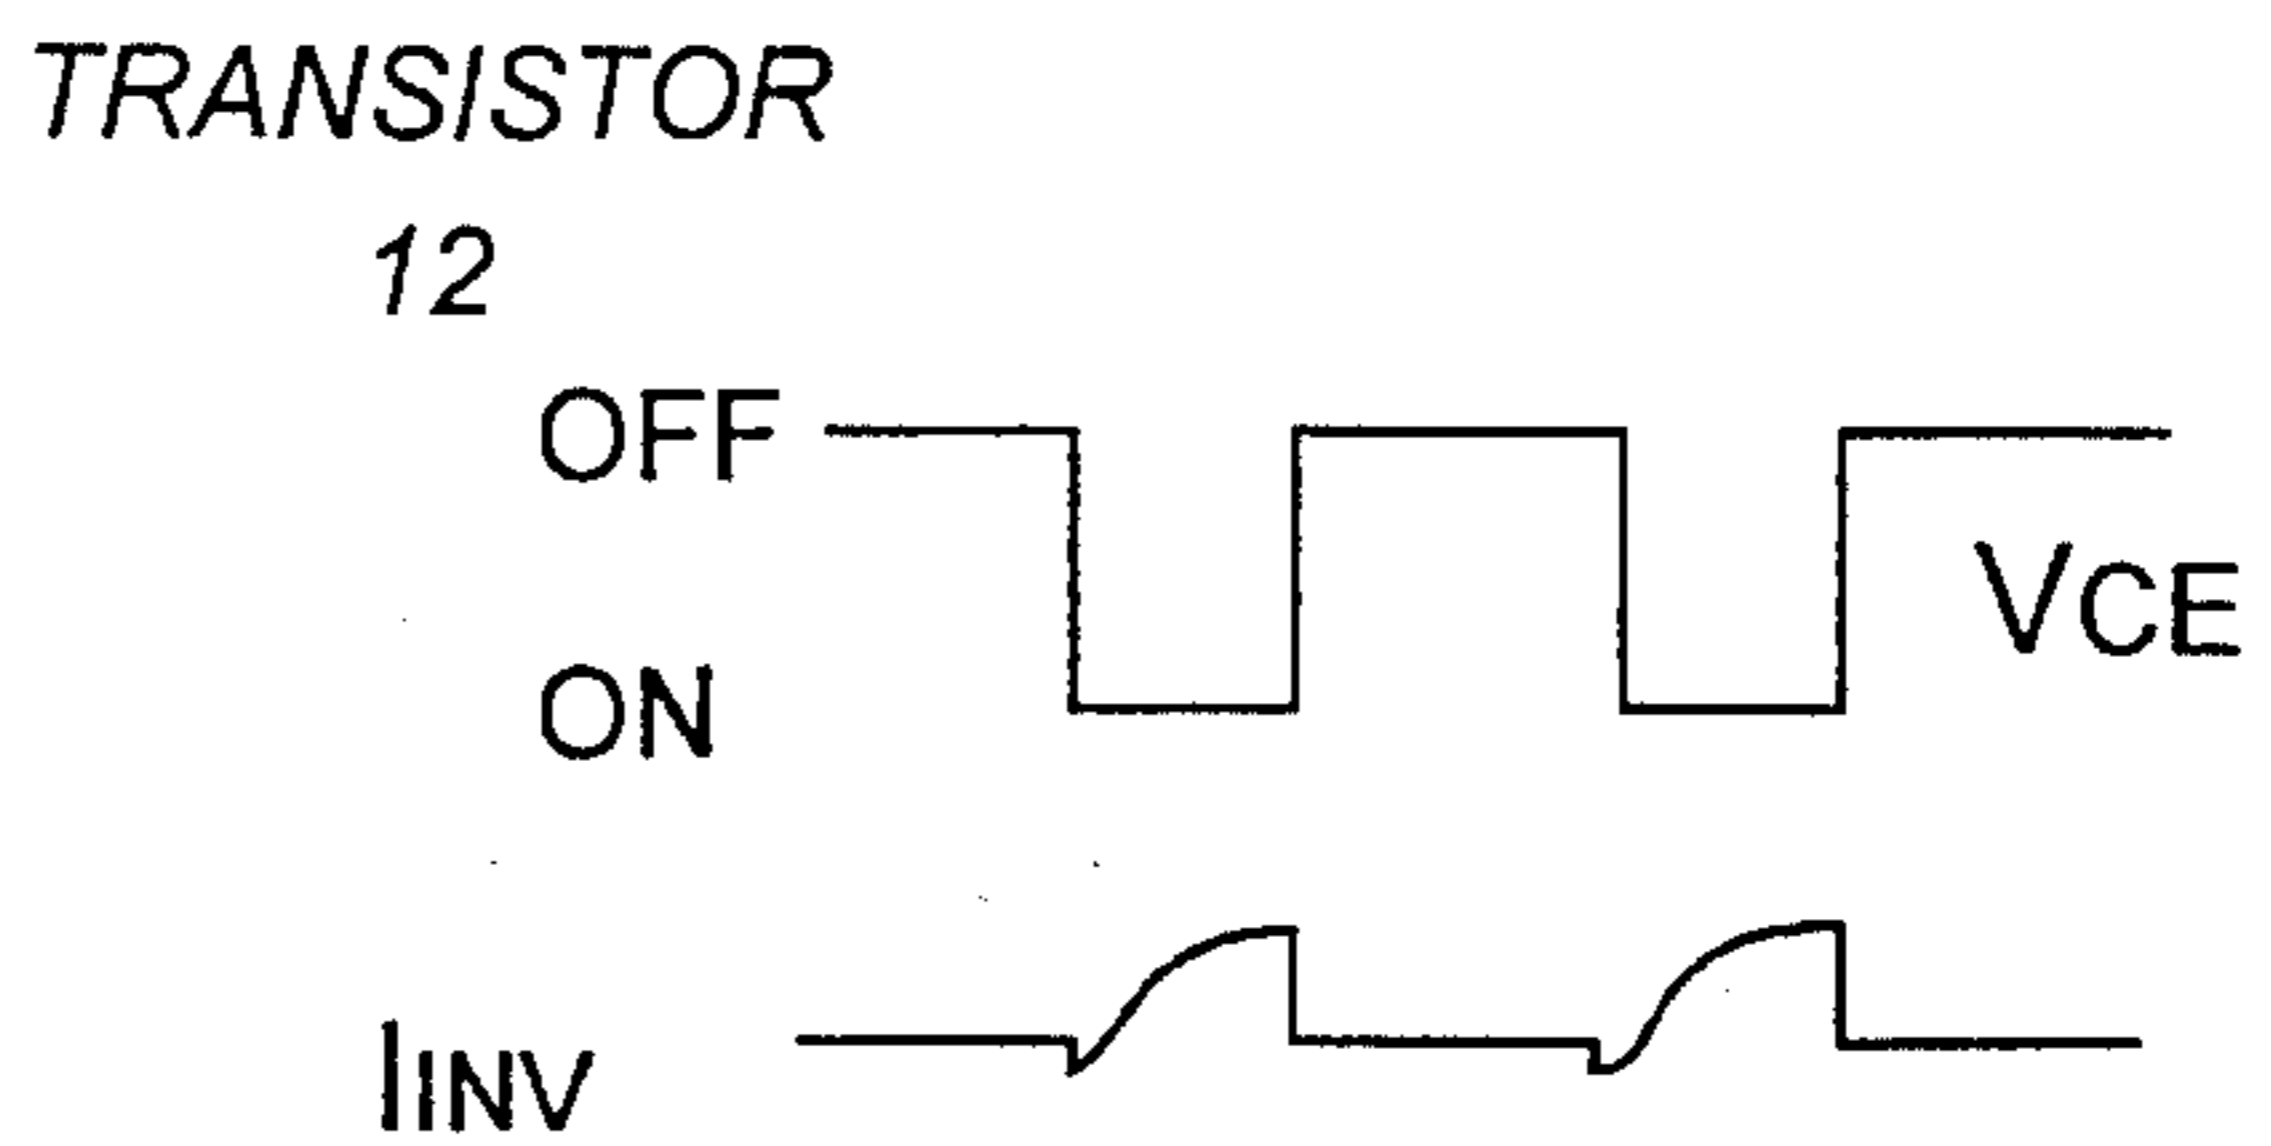 TRANSISTOR
12
OFF
ON
VCE
IINV